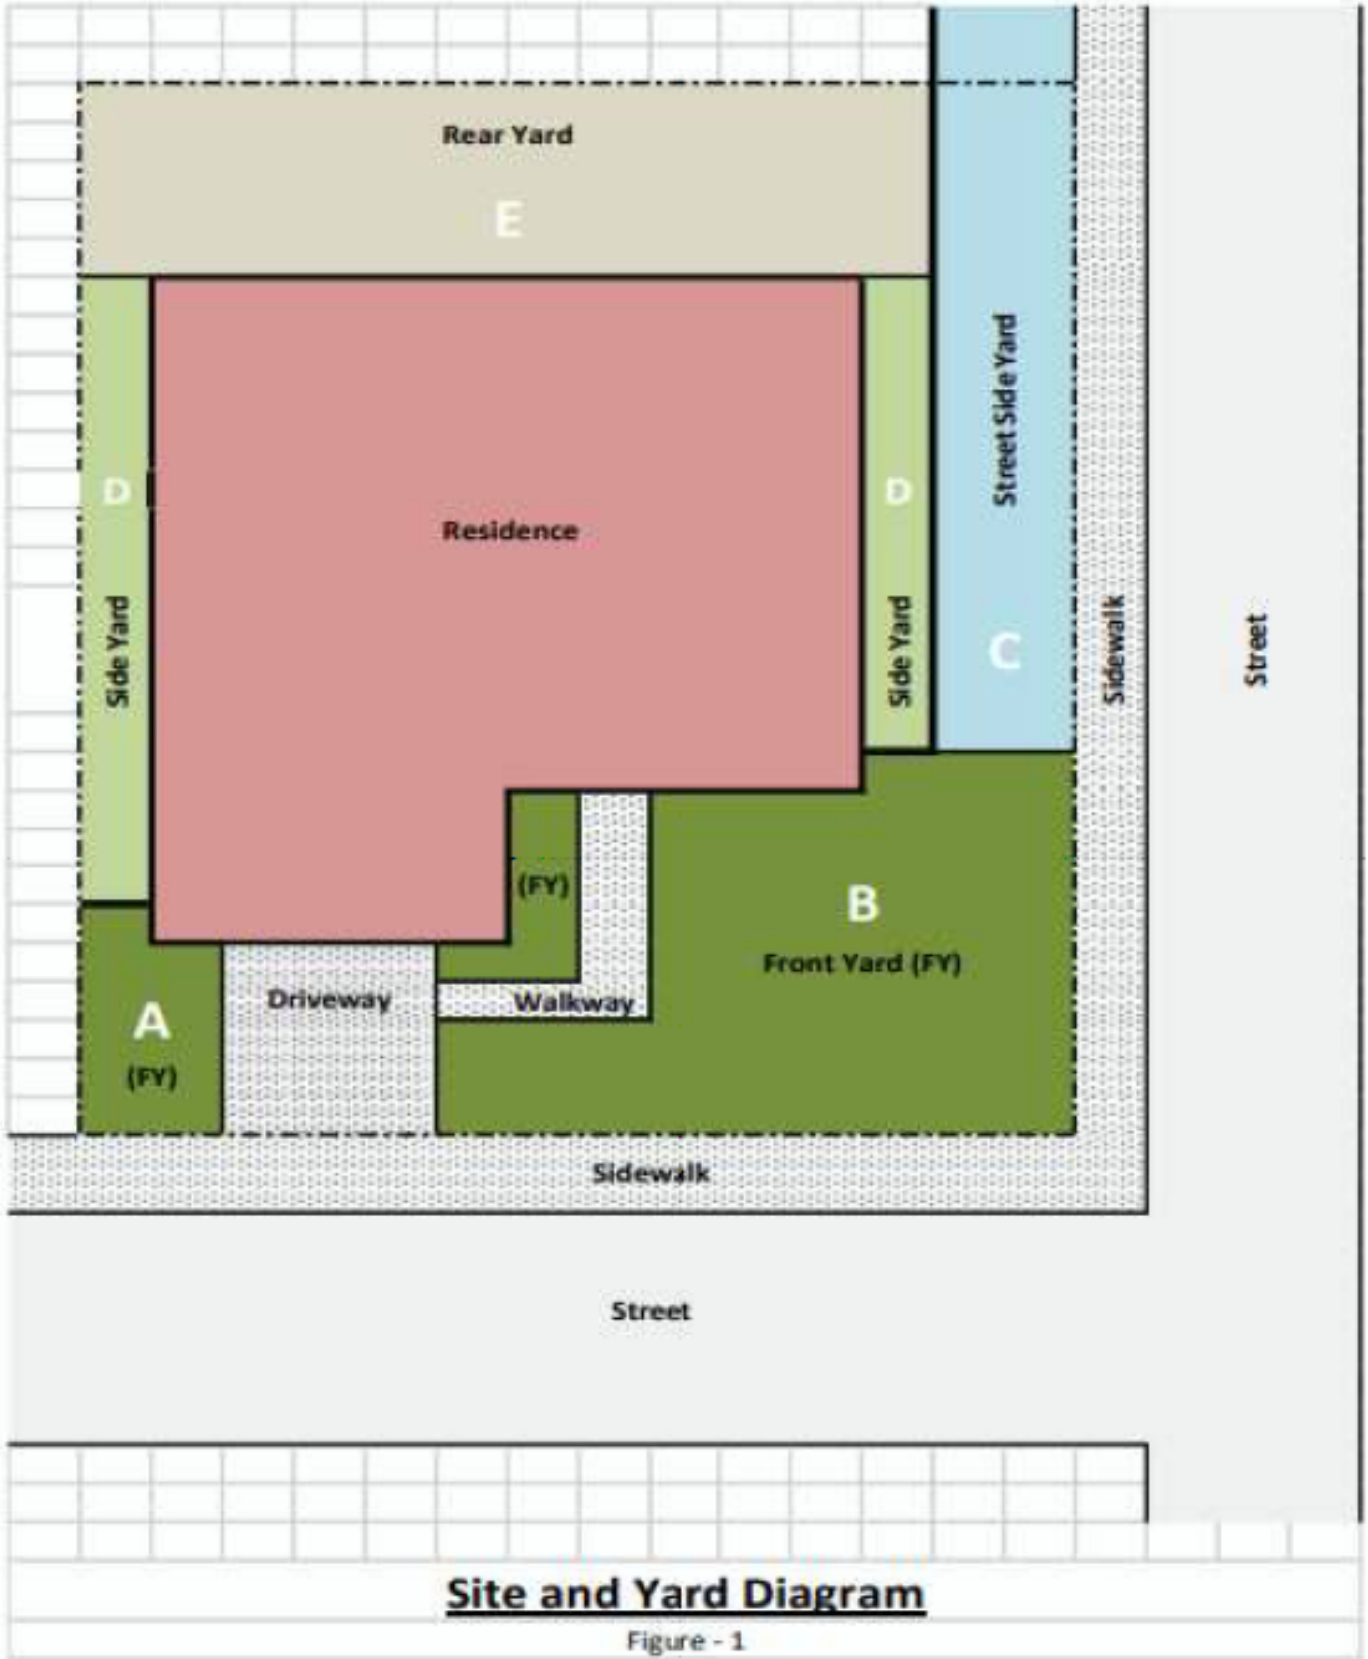 Rear Yard
E
Street Side Yard
D
D
Residence
Side Yard
Side Yard
C
Sidewalk
Street
(FY)
B
Front Yard (FY)
Driveway
Walkway
A
(FY)
Sidewalk
Street
Site and Yard Diagram
Figure - 1